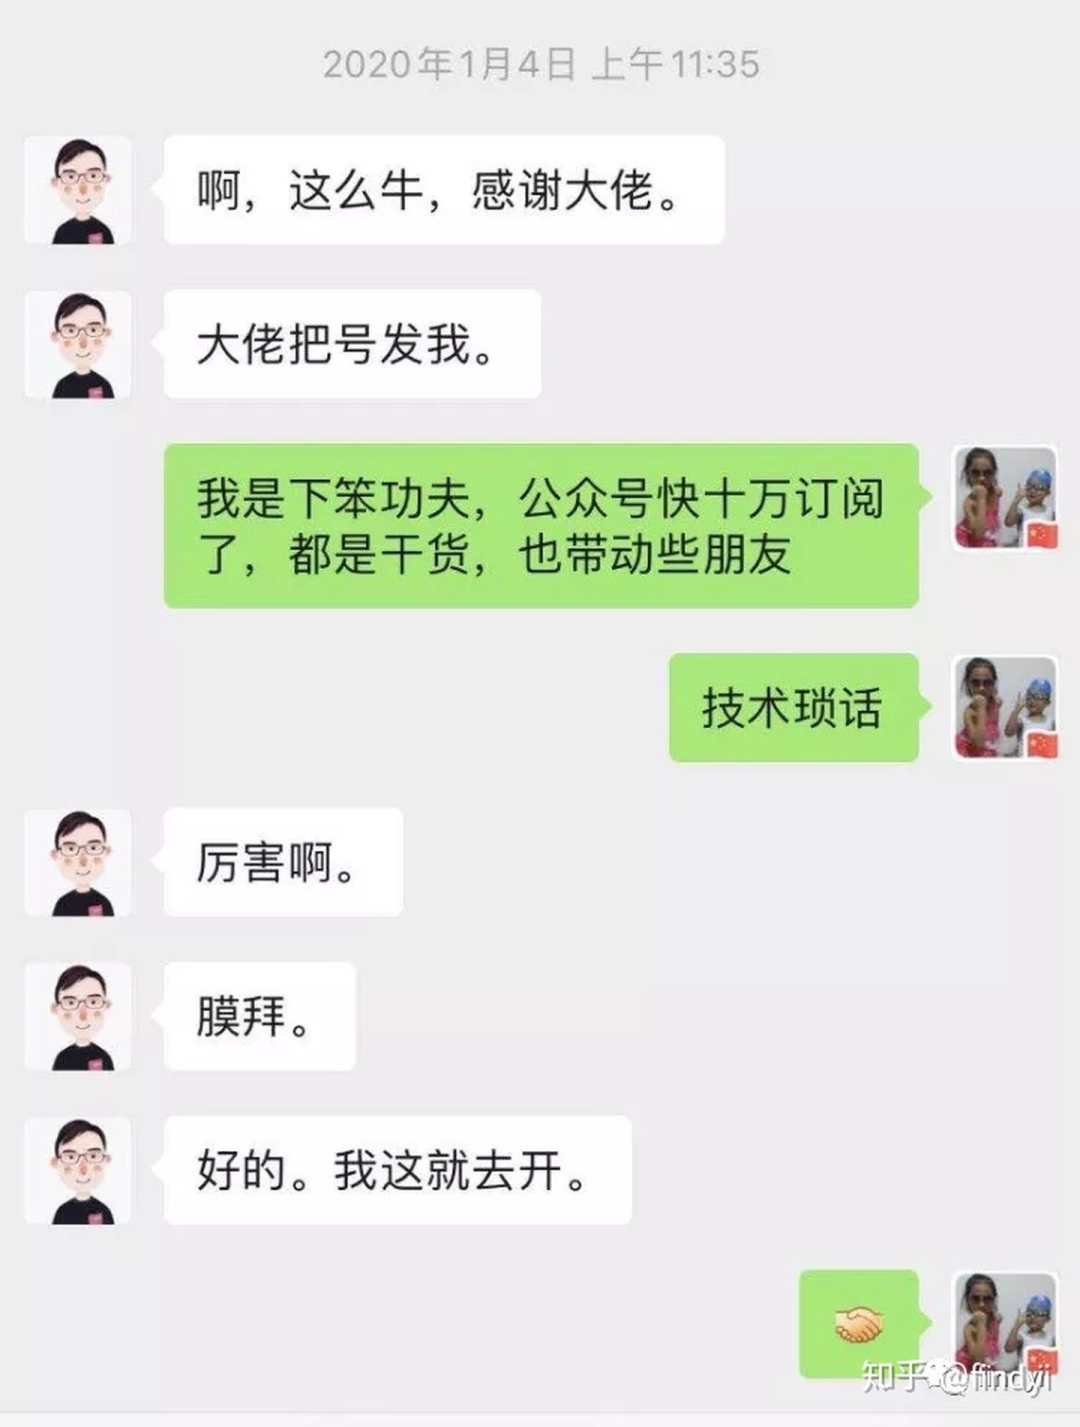 2020年1月4日 上午11:35
啊，这么牛，感谢大佬。
大佬把号发我。
我是下笨功夫，公众号快十万订阅
了，都是干货，也带动些朋友
技术琐话
厉害啊。
膜拜。
好的。我这就去开。
知乎 @findyi